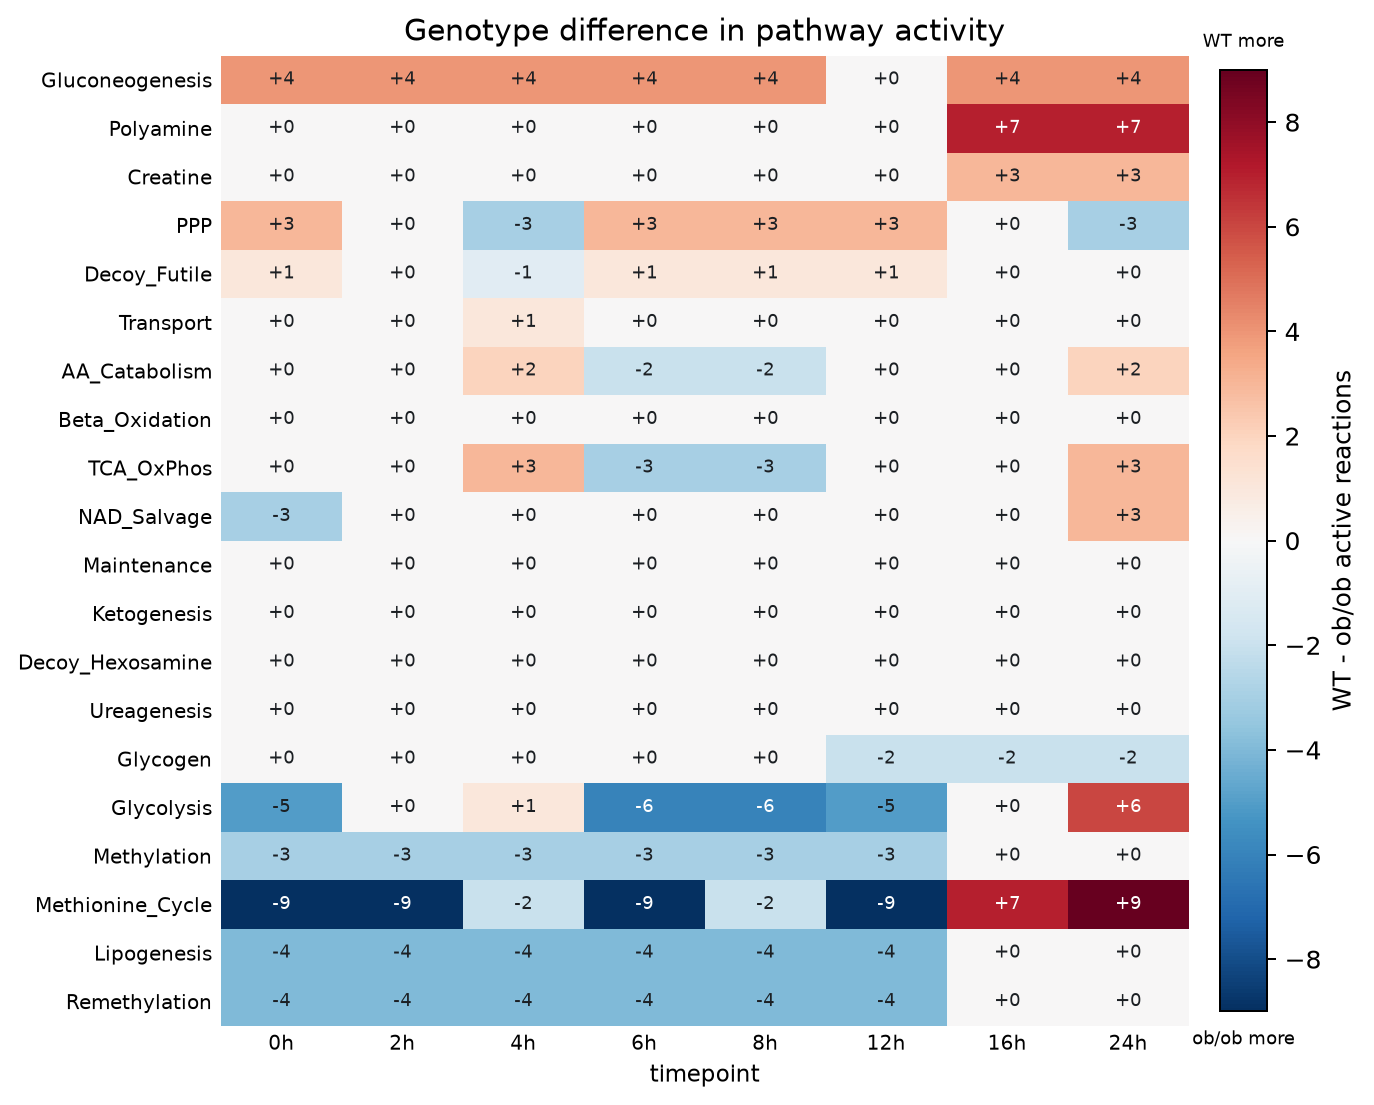 Genotype difference in pathway activity
WT more
Gluconeogenesis +4 +4 +4 +4 +4 +0 +4 +4
Polyamine +0 +0 +0 +0 +0 +0 +7 +7
Creatine +0 +0 +0 +0 +0 +0 +3 +3
PPP +3 +0 -3 +3 +3 +3 +0 -3
Decoy_Futile +1 +0 -1 +1 +1 +1 +0 +0
Transport +0 +0 +1 +0 +0 +0 +0 +0
AA_Catabolism +0 +0 +2 -2 -2 +0 +0 +2
Beta_Oxidation +0 +0 +0 +0 +0 +0 +0 +0
TCA_OxPhos +0 +0 +3 -3 -3 +0 +0 +3
NAD_Salvage -3 +0 +0 +0 +0 +0 +0 +3
Maintenance +0 +0 +0 +0 +0 +0 +0 +0
Ketogenesis +0 +0 +0 +0 +0 +0 +0 +0
Decoy_Hexosamine +0 +0 +0 +0 +0 +0 +0 +0
Ureagenesis +0 +0 +0 +0 +0 +0 +0 +0
Glycogen +0 +0 +0 +0 +0 -2 -2 -2
Glycolysis -5 +0 +1 -6 -6 -5 +0 +6
Methylation -3 -3 -3 -3 -3 -3 +0 +0
Methionine_Cycle -9 -9 -2 -9 -2 -9 +7 +9
Lipogenesis -4 -4 -4 -4 -4 -4 +0 +0
Remethylation -4 -4 -4 -4 -4 -4 +0 +0
0h 2h 4h 6h 8h 12h 16h 24h
timepoint
8
6
4
2
0
−2
−4
−6
−8
WT - ob/ob active reactions
ob/ob more